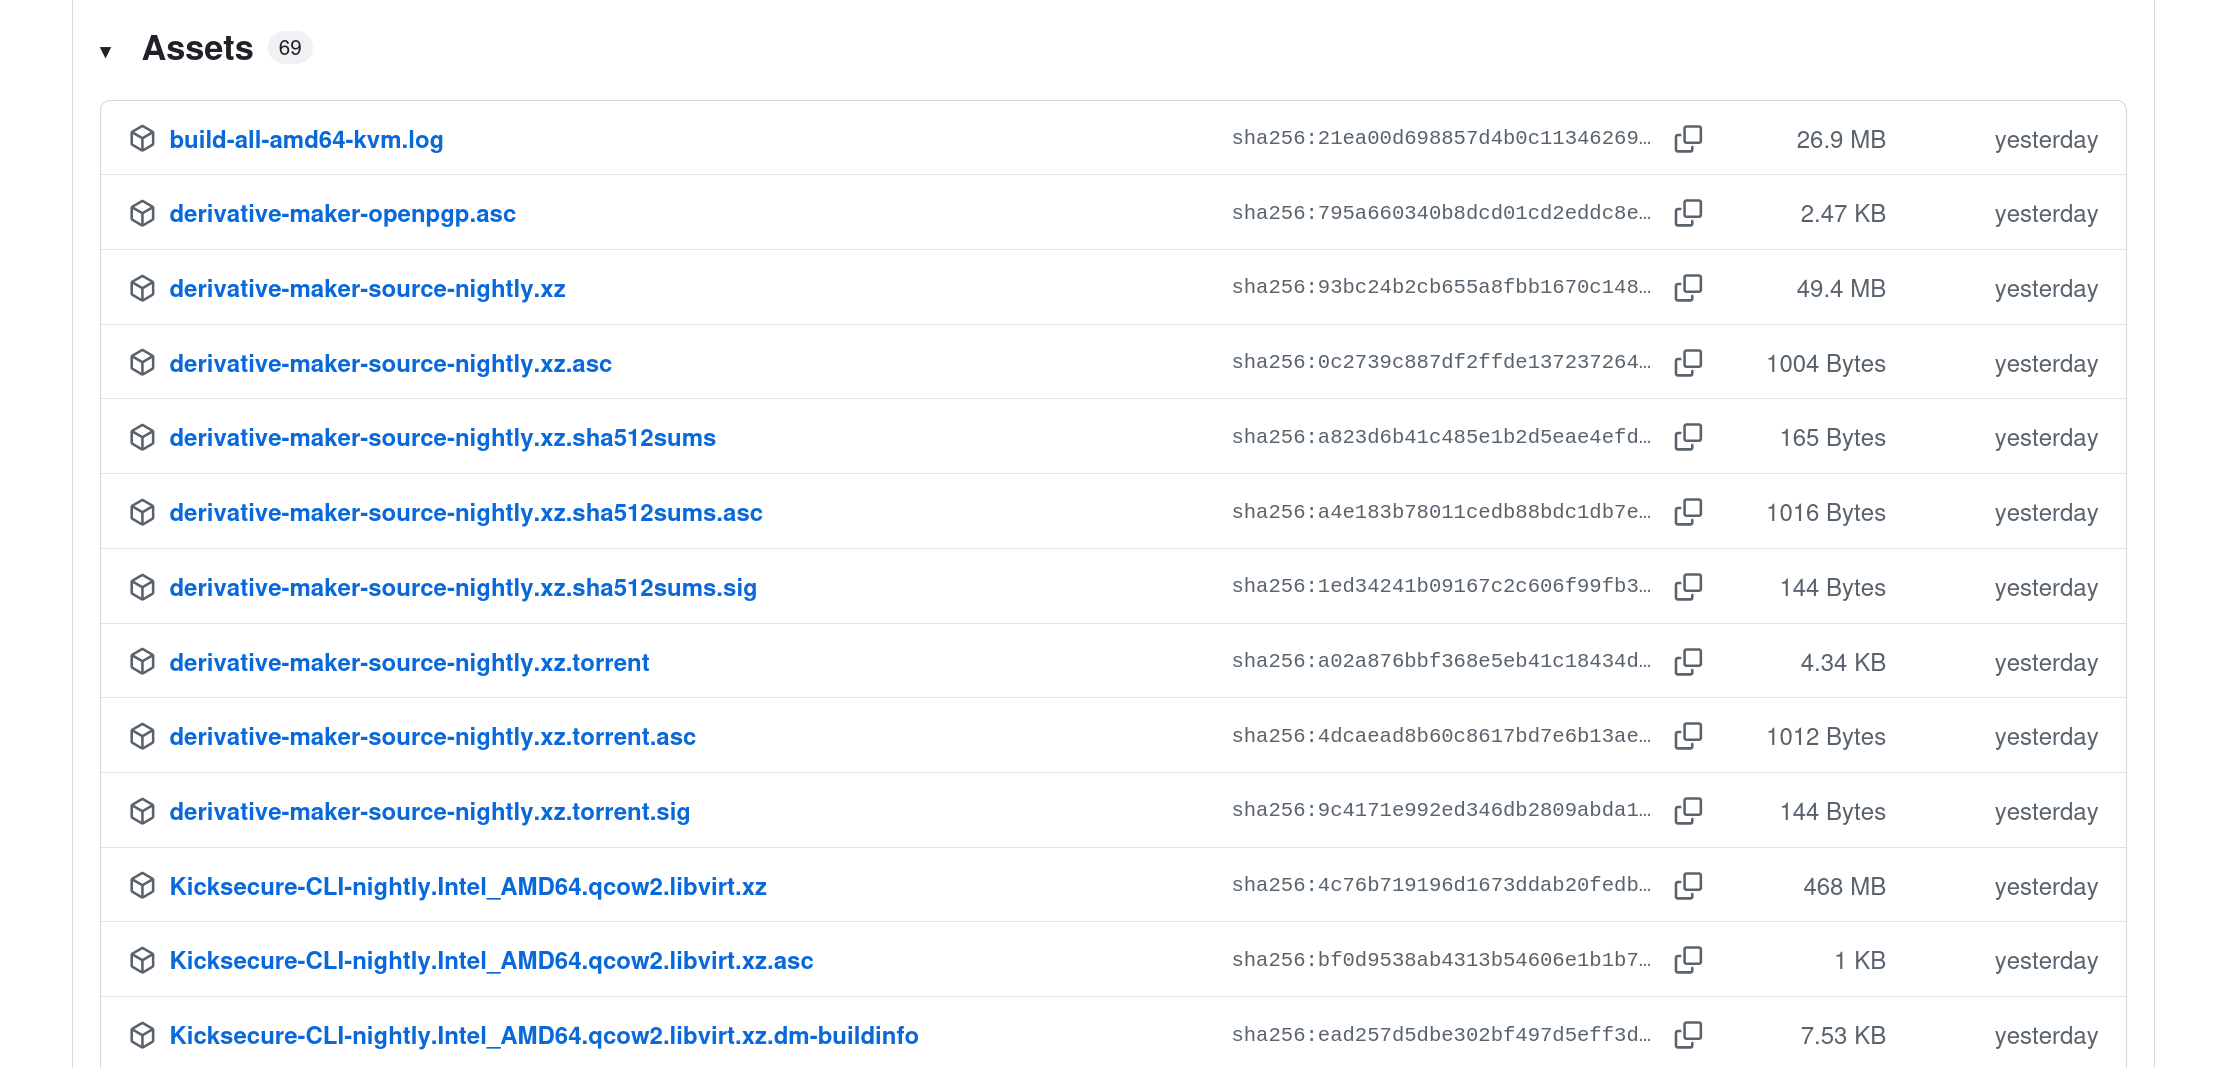 ▼ Assets 69
build-all-amd64-kvm.log sha256:21ea00d698857d4b0c11346269… 26.9 MB yesterday
derivative-maker-openpgp.asc sha256:795a660340b8dcd01cd2eddc8e… 2.47 KB yesterday
derivative-maker-source-nightly.xz sha256:93bc24b2cb655a8fbb1670c148… 49.4 MB yesterday
derivative-maker-source-nightly.xz.asc sha256:0c2739c887df2ffde137237264… 1004 Bytes yesterday
derivative-maker-source-nightly.xz.sha512sums sha256:a823d6b41c485e1b2d5eae4efd… 165 Bytes yesterday
derivative-maker-source-nightly.xz.sha512sums.asc sha256:a4e183b78011cedb88bdc1db7e… 1016 Bytes yesterday
derivative-maker-source-nightly.xz.sha512sums.sig sha256:1ed34241b09167c2c606f99fb3… 144 Bytes yesterday
derivative-maker-source-nightly.xz.torrent sha256:a02a876bbf368e5eb41c18434d… 4.34 KB yesterday
derivative-maker-source-nightly.xz.torrent.asc sha256:4dcaead8b60c8617bd7e6b13ae… 1012 Bytes yesterday
derivative-maker-source-nightly.xz.torrent.sig sha256:9c4171e992ed346db2809abda1… 144 Bytes yesterday
Kicksecure-CLI-nightly.Intel_AMD64.qcow2.libvirt.xz sha256:4c76b719196d1673ddab20fedb… 468 MB yesterday
Kicksecure-CLI-nightly.Intel_AMD64.qcow2.libvirt.xz.asc sha256:bf0d9538ab4313b54606e1b1b7… 1 KB yesterday
Kicksecure-CLI-nightly.Intel_AMD64.qcow2.libvirt.xz.dm-buildinfo sha256:ead257d5dbe302bf497d5eff3d… 7.53 KB yesterday